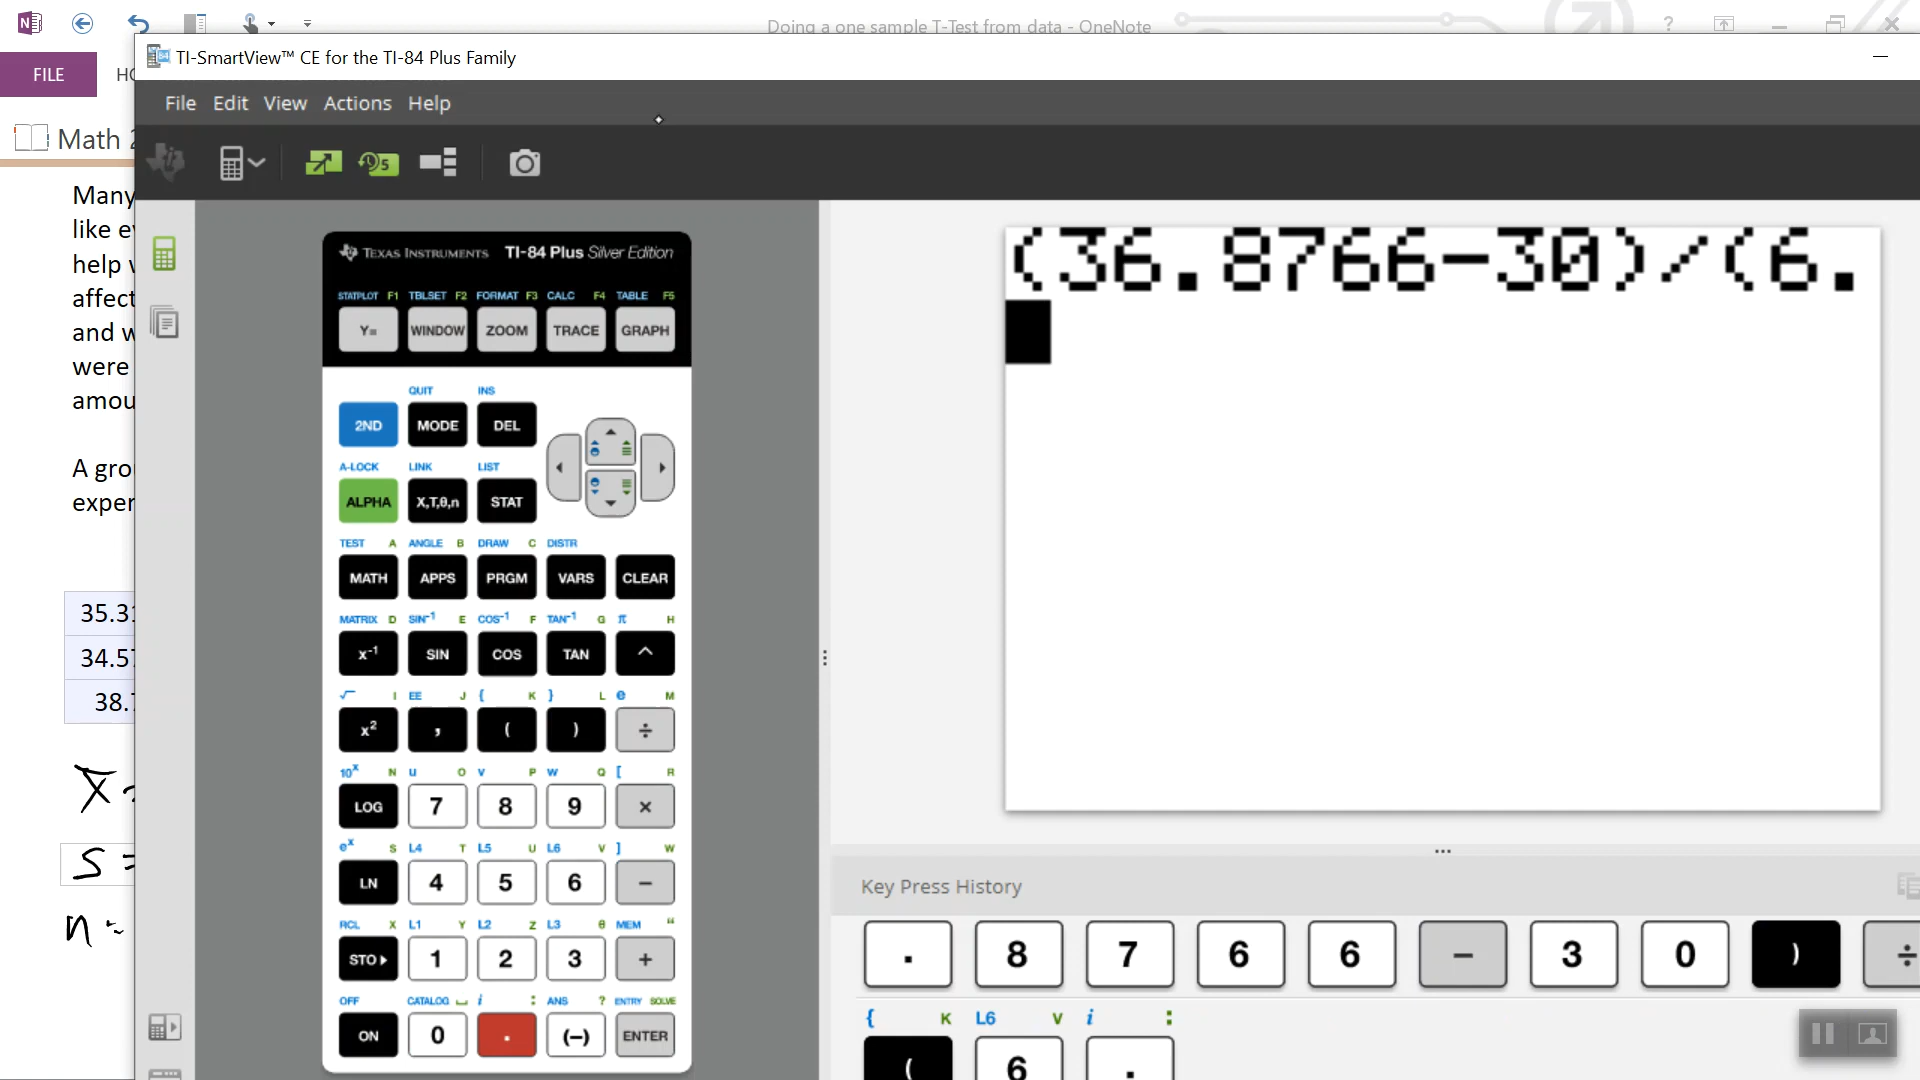 Doing a one sample T-Test from data - OneNote
?
TI-SmartView™ CE for the TI-84 Plus Family
FILE
File Edit View Actions Help
Math
Many
like
help
affect
and
were
TEXAS INSTRUMENTS TI-84 Plus Silver Edition
STATPLOT F1 TBLSET F2 FORMAT F3 CALC F4 TABLE F5
Y= WINDOW ZOOM TRACE GRAPH
QUIT INS
2ND MODE DEL
A-LOCK LINK LIST
ALPHA X,T,θ,n STAT
TEST A ANGLE B DRAW C DISTR
MATH APPS PRGM VARS CLEAR
MATRIX D SIN⁻¹ E COS⁻¹ F TAN⁻¹ G π H
x⁻¹ SIN COS TAN ^
√ I EE J { K } L e M
x² , ( ) ÷
10ˣ N u O v P w Q [ R
LOG 7 8 9 ×
eˣ S L4 T L5 U L6 V ] W
LN 4 5 6 −
RCL X L1 Y L2 Z L3 θ MEM "
STO▸ 1 2 3 +
OFF CATALOG ⎵ i : ANS ? ENTRY SOLVE
ON 0 . (−) ENTER
(36.8766-30)/(6.
Key Press History
. 8 7 6 6 − 3 0 ) ÷
{ K L6 V i :
( 6 .
A
35.3
34.57
38.
X̄
S =
n